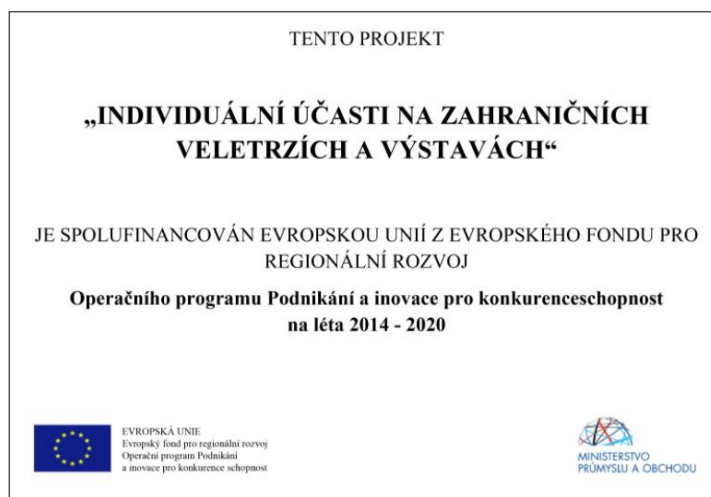 TENTO PROJEKT
„INDIVIDUÁLNÍ ÚČASTI NA ZAHRANIČNÍCH
VELETRZÍCH A VÝSTAVÁCH“
JE SPOLUFINANCOVÁN EVROPSKOU UNIÍ Z EVROPSKÉHO FONDU PRO
REGIONÁLNÍ ROZVOJ
Operačního programu Podnikání a inovace pro konkurenceschopnost
na léta 2014 - 2020
EVROPSKÁ UNIE
Evropský fond pro regionální rozvoj
Operační program Podnikání
a inovace pro konkurence schopnost
MINISTERSTVO
PRŮMYSLU A OBCHODU